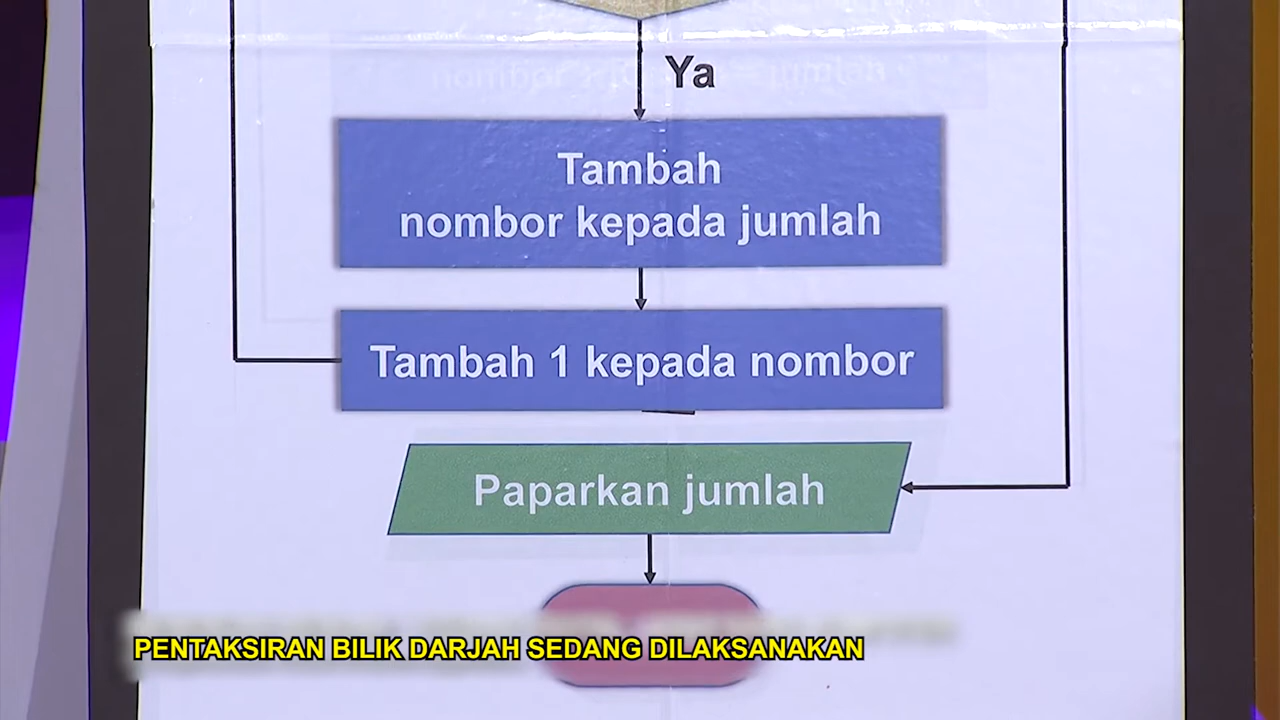 Ya
Tambah
nombor kepada jumlah
Tambah 1 kepada nombor
Paparkan jumlah
PENTAKSIRAN BILIK DARJAH SEDANG DILAKSANAKAN